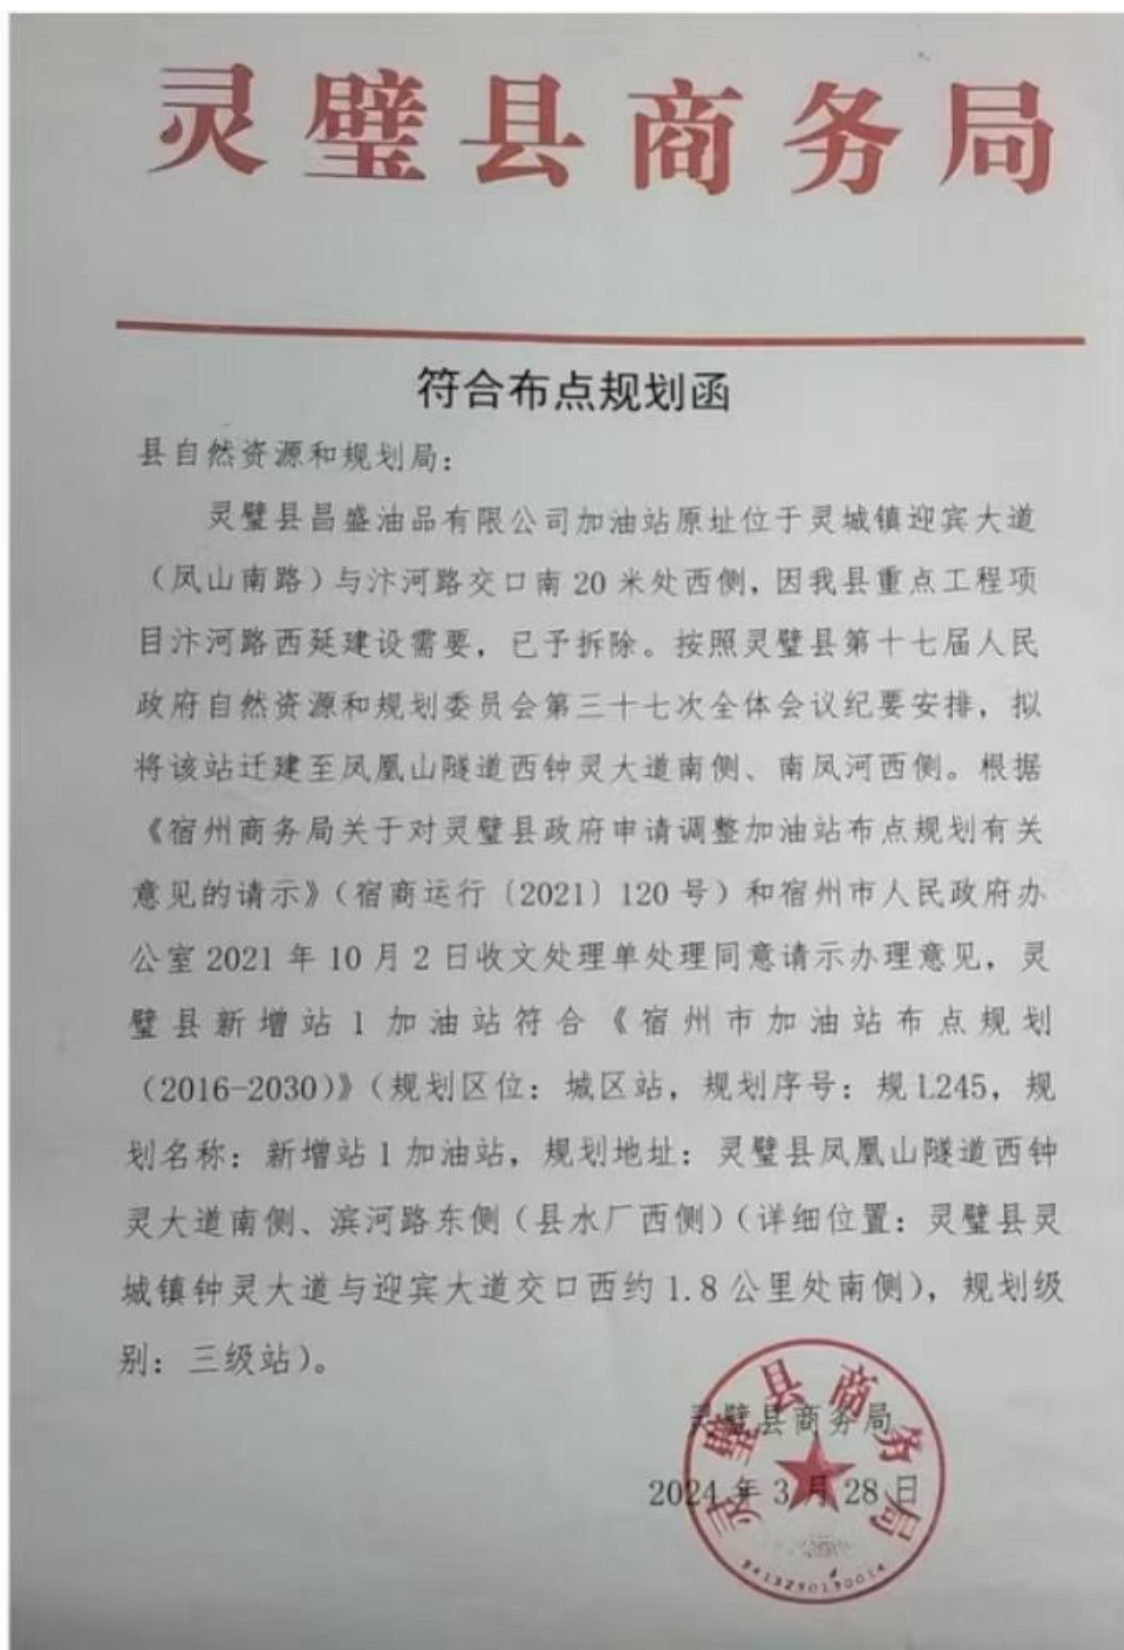 灵璧县商务局
符合布点规划函
县自然资源和规划局：
灵璧县昌盛油品有限公司加油站原址位于灵城镇迎宾大道
（凤山南路）与汴河路交口南20米处西侧，因我县重点工程项
目汴河路西延建设需要，已予拆除。按照灵璧县第十七届人民
政府自然资源和规划委员会第三十七次全体会议纪要安排，拟
将该站迁建至凤凰山隧道西钟灵大道南侧、南凤河西侧。根据
《宿州商务局关于对灵璧县政府申请调整加油站布点规划有关
意见的请示》（宿商运行〔2021〕120号）和宿州市人民政府办
公室2021年10月2日收文处理单处理同意请示办理意见，灵
璧县新增站1加油站符合《宿州市加油站布点规划
（2016-2030）》（规划区位：城区站，规划序号：规L245，规
划名称：新增站1加油站，规划地址：灵璧县凤凰山隧道西钟
灵大道南侧、滨河路东侧（县水厂西侧）（详细位置：灵璧县灵
城镇钟灵大道与迎宾大道交口西约1.8公里处南侧），规划级
别：三级站）。
灵璧县商务局
2024年3月28日
灵璧县商务局